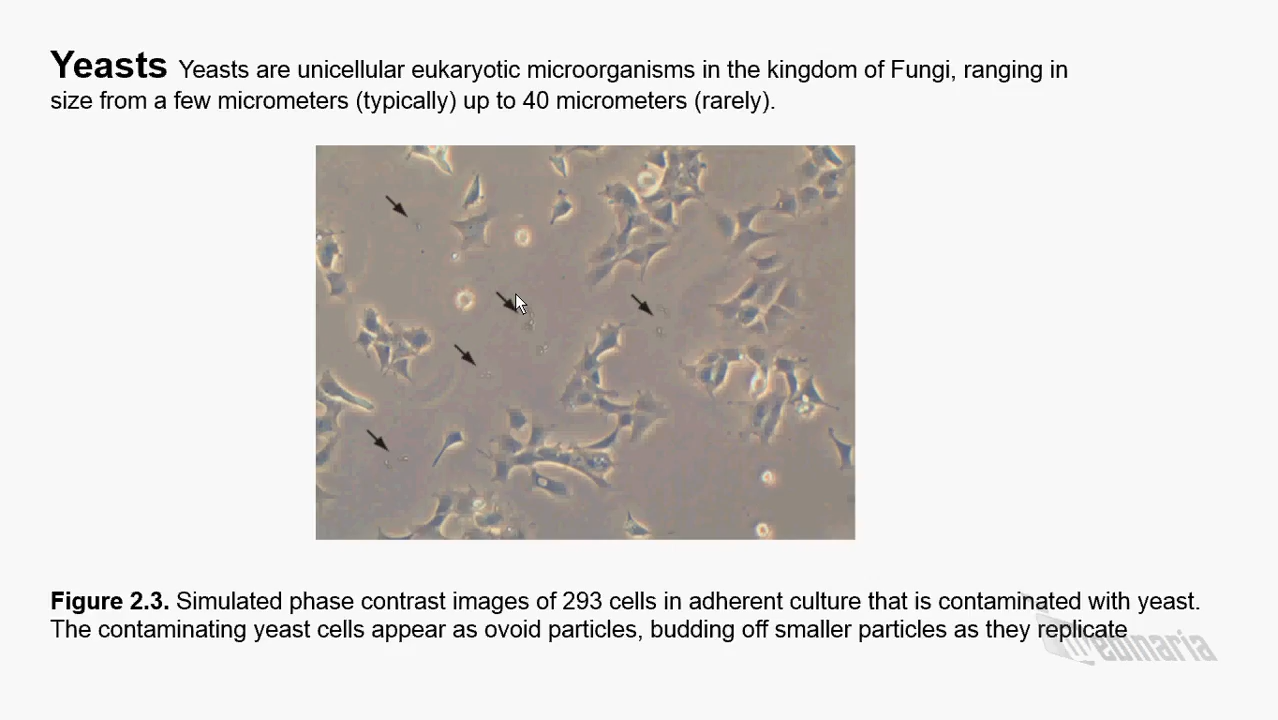 Yeasts Yeasts are unicellular eukaryotic microorganisms in the kingdom of Fungi, ranging in
size from a few micrometers (typically) up to 40 micrometers (rarely).
Figure 2.3. Simulated phase contrast images of 293 cells in adherent culture that is contaminated with yeast.
The contaminating yeast cells appear as ovoid particles, budding off smaller particles as they replicate
Webinaria